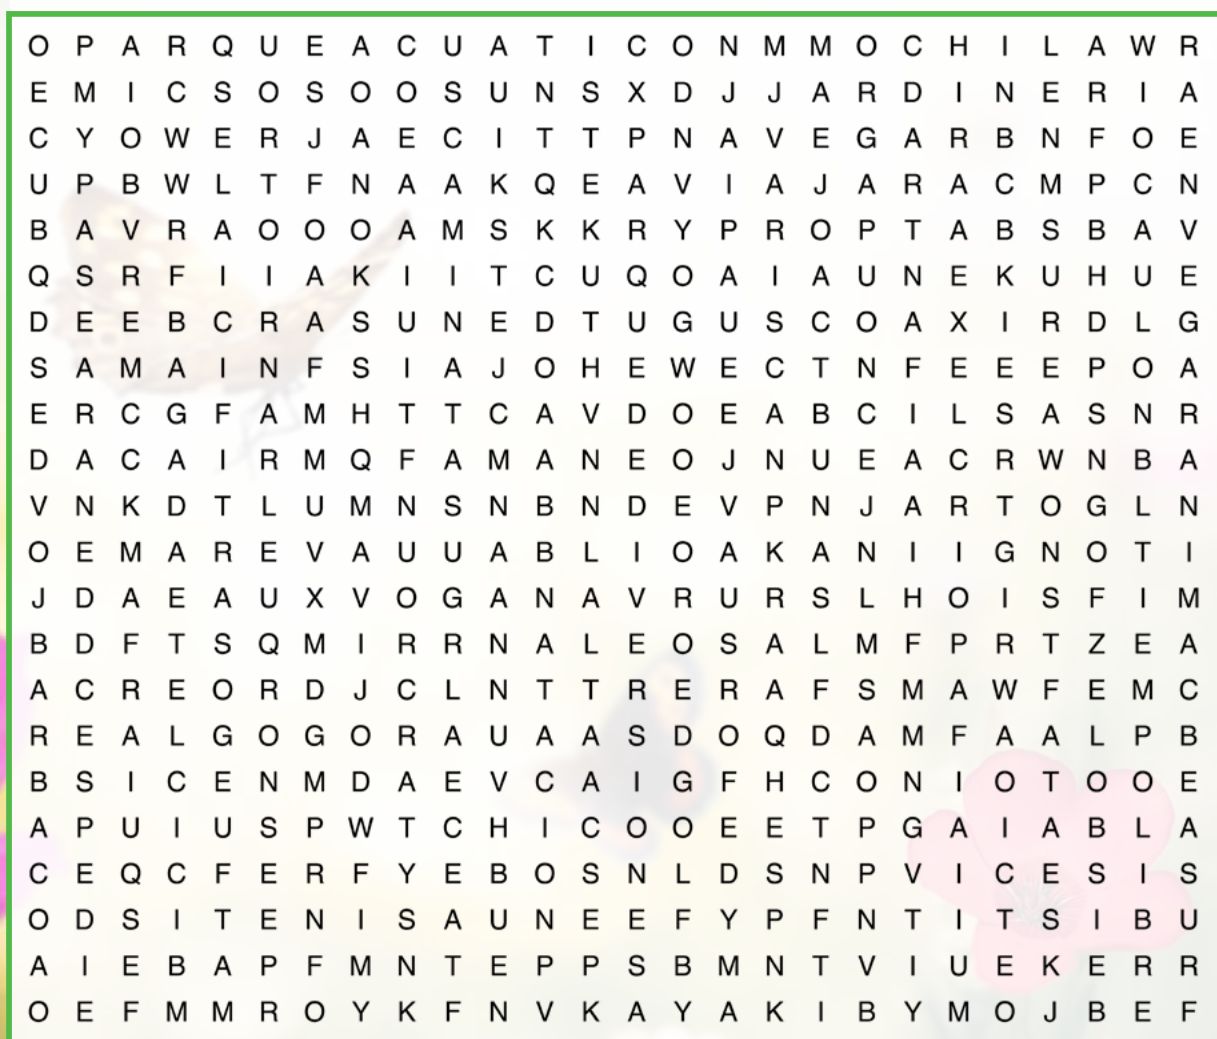 O P A R Q U E A C U A T I C O N M M O C H I L A W R
E M I C S O S O O S U N S X D J J A R D I N E R I A
C Y O W E R J A E C I T T P N A V E G A R B N F O E
U P B W L T F N A A K Q E A V I A J A R A C M P C N
B A V R A O O O A M S K K R Y P R O P T A B S B A V
Q S R F I I A K I I T C U Q O A I A U N E K U H U E
D E E B C R A S U N E D T U G U S C O A X I R D L G
S A M A I N F S I A J O H E W E C T N F E E E P O A
E R C G F A M H T T C A V D O E A B C I L S A S N R
D A C A I R M Q F A M A N E O J N U E A C R W N B A
V N K D T L U M N S N B N D E V P N J A R T O G L N
O E M A R E V A U U A B L I O A K A N I I G N O T I
J D A E A U X V O G A N A V R U R S L H O I S F I M
B D F T S Q M I R R N A L E O S A L M F P R T Z E A
A C R E O R D J C L N T T R E R A F S M A W F E M C
R E A L G O G O R A U A A S D O Q D A M F A A L P B
B S I C E N M D A E V C A I G F H C O N I O T O O E
A P U I U S P W T C H I C O O E E T P G A I A B L A
C E Q C F E R F Y E B O S N L D S N P V I C E S I S
O D S I T E N I S A U N E E F Y P F N T I T S I B U
A I E B A P F M N T E P P S B M N T V I U E K E R R
O E F M M R O Y K F N V K A Y A K I B Y M O J B E F